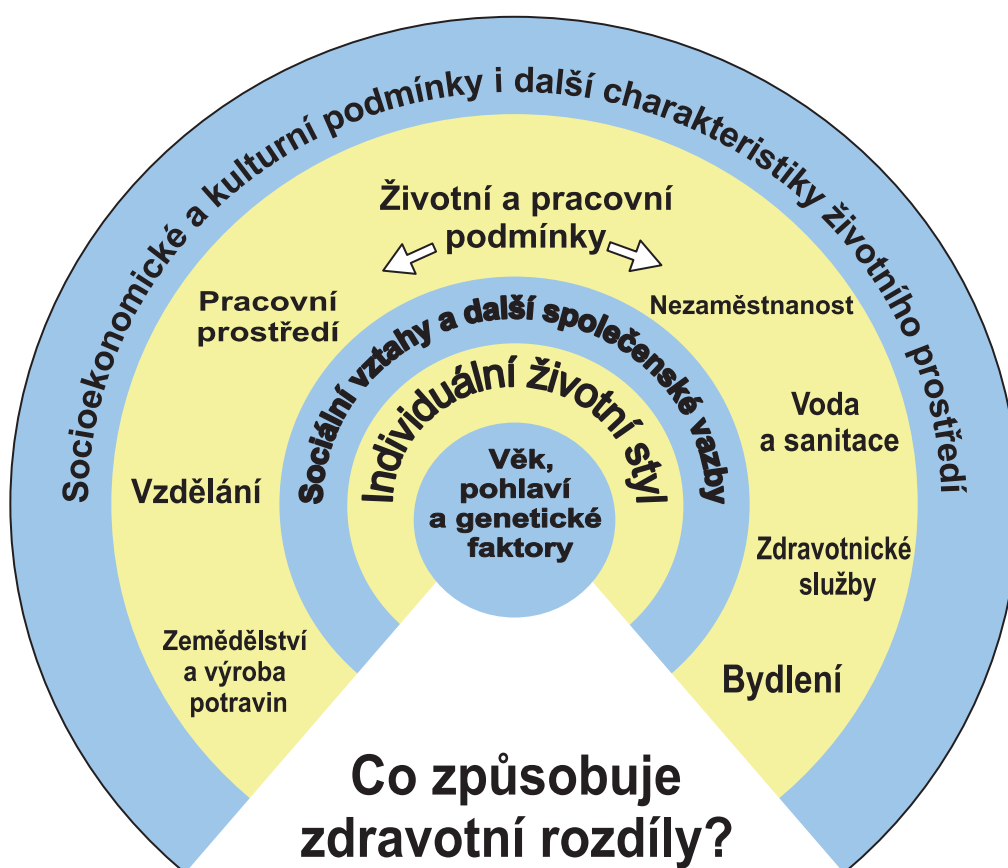 Socioekonomické a kulturní podmínky i další charakteristiky životního prostředí
Životní a pracovní
podmínky
Pracovní
prostředí
Nezaměstnanost
Sociální vztahy a další společenské vazby
Individuální životní styl
Voda
a sanitace
Věk,
pohlaví
a genetické
faktory
Vzdělání
Zdravotnické
služby
Zemědělství
a výroba
potravin
Bydlení
Co způsobuje
zdravotní rozdíly?